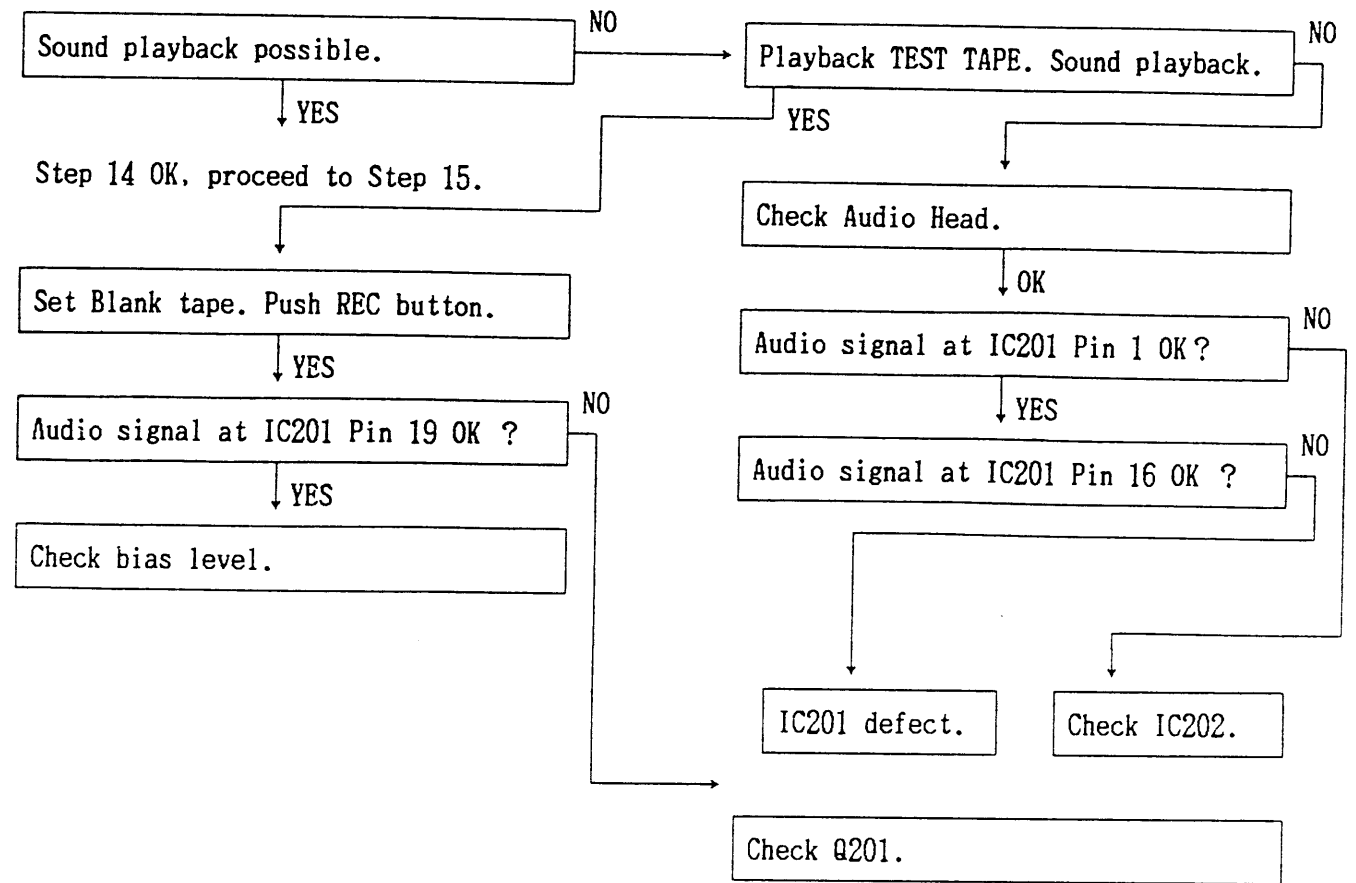 Sound playback possible.
NO
YES
Step 14 OK, proceed to Step 15.
Playback TEST TAPE. Sound playback.
NO
YES
Set Blank tape. Push REC button.
YES
Audio signal at IC201 Pin 19 OK ?
NO
YES
Check bias level.
Check Audio Head.
OK
Audio signal at IC201 Pin 1 OK?
NO
YES
Audio signal at IC201 Pin 16 OK ?
NO
IC201 defect.
Check IC202.
Check Q201.